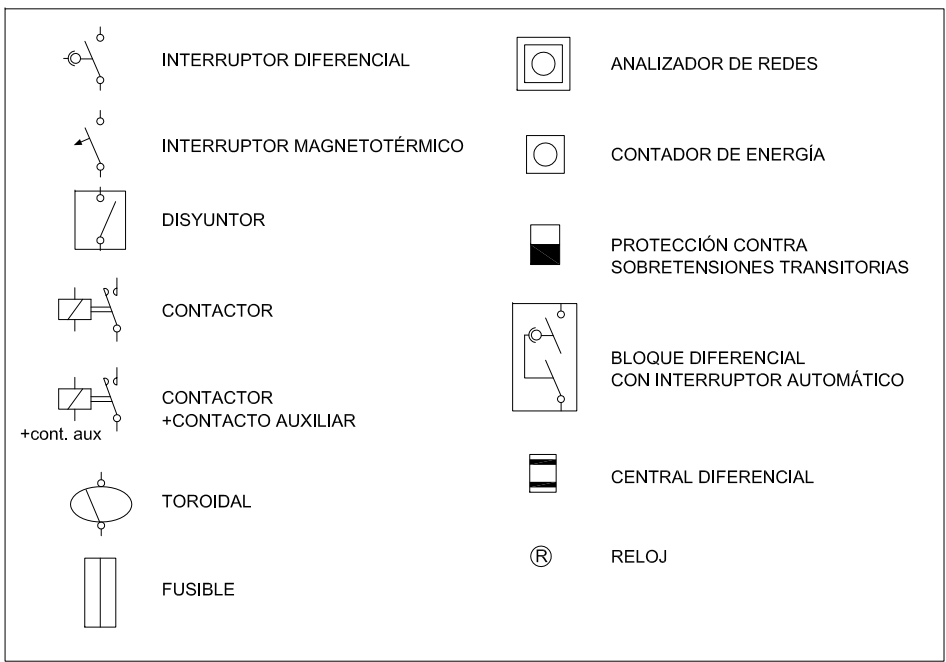 INTERRUPTOR DIFERENCIAL
INTERRUPTOR MAGNETOTÉRMICO
DISYUNTOR
CONTACTOR
CONTACTOR
+CONTACTO AUXILIAR
+cont. aux
TOROIDAL
FUSIBLE
ANALIZADOR DE REDES
CONTADOR DE ENERGÍA
PROTECCIÓN CONTRA
SOBRETENSIONES TRANSITORIAS
BLOQUE DIFERENCIAL
CON INTERRUPTOR AUTOMÁTICO
CENTRAL DIFERENCIAL
R
RELOJ